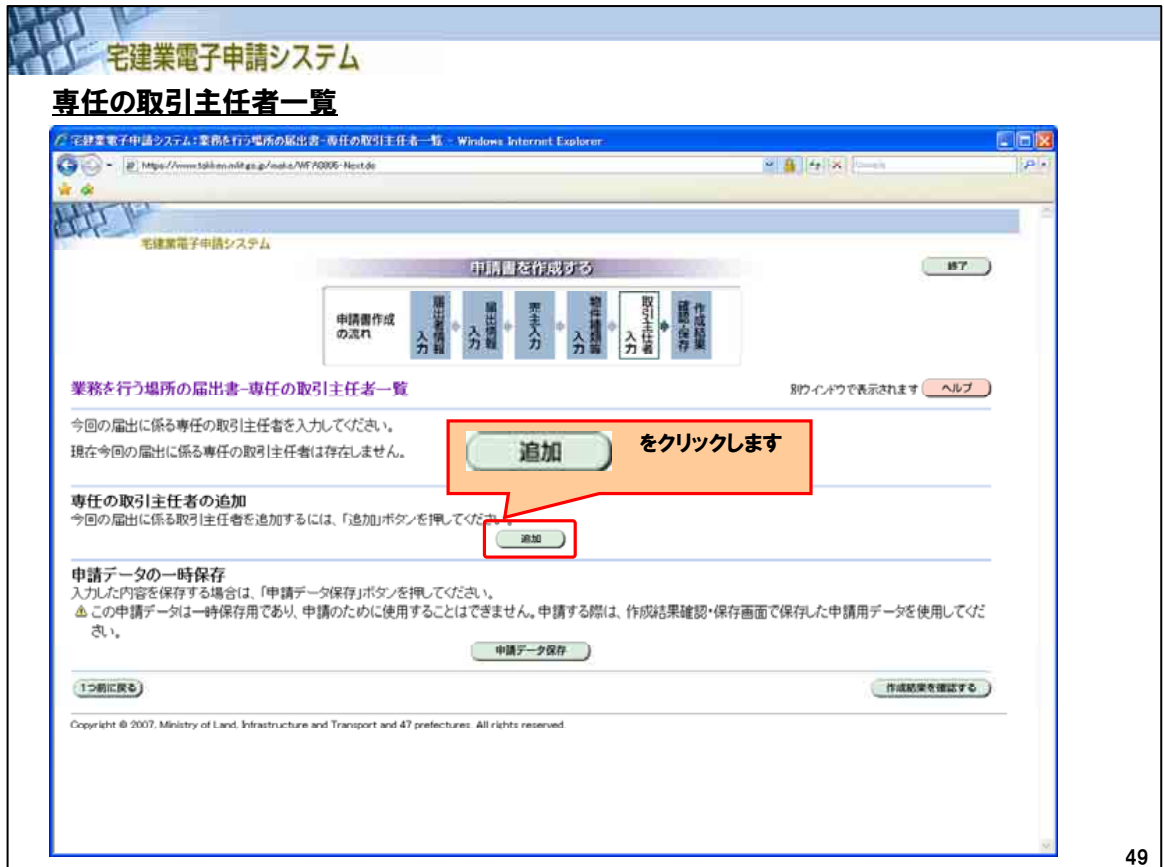 宅建業電子申請システム
専任の取引主任者一覧
宅建業電子申請システム:業務を行う場所の届出書-専任の取引主任者一覧 - Windows Internet Explorer
宅建業電子申請システム
申請書を作成する
終了
申請書作成の流れ
届出者情報入力
届出情報入力
売主入力
物件種類等入力
取引主任者入力
作成結果確認・保存
業務を行う場所の届出書-専任の取引主任者一覧
別ウインドウで表示されます ヘルプ
今回の届出に係る専任の取引主任者を入力してください。
現在今回の届出に係る専任の取引主任者は存在しません。
追加 をクリックします
専任の取引主任者の追加
今回の届出に係る取引主任者を追加するには、「追加」ボタンを押してください。
追加
申請データの一時保存
入力した内容を保存する場合は、「申請データ保存」ボタンを押してください。
この申請データは一時保存用であり、申請のために使用することはできません。申請する際は、作成結果確認・保存画面で保存した申請用データを使用してくだ
さい。
申請データ保存
1つ前に戻る
作成結果を確認する
Copyright © 2007, Ministry of Land, Infrastructure and Transport and 47 prefectures. All rights reserved.
49